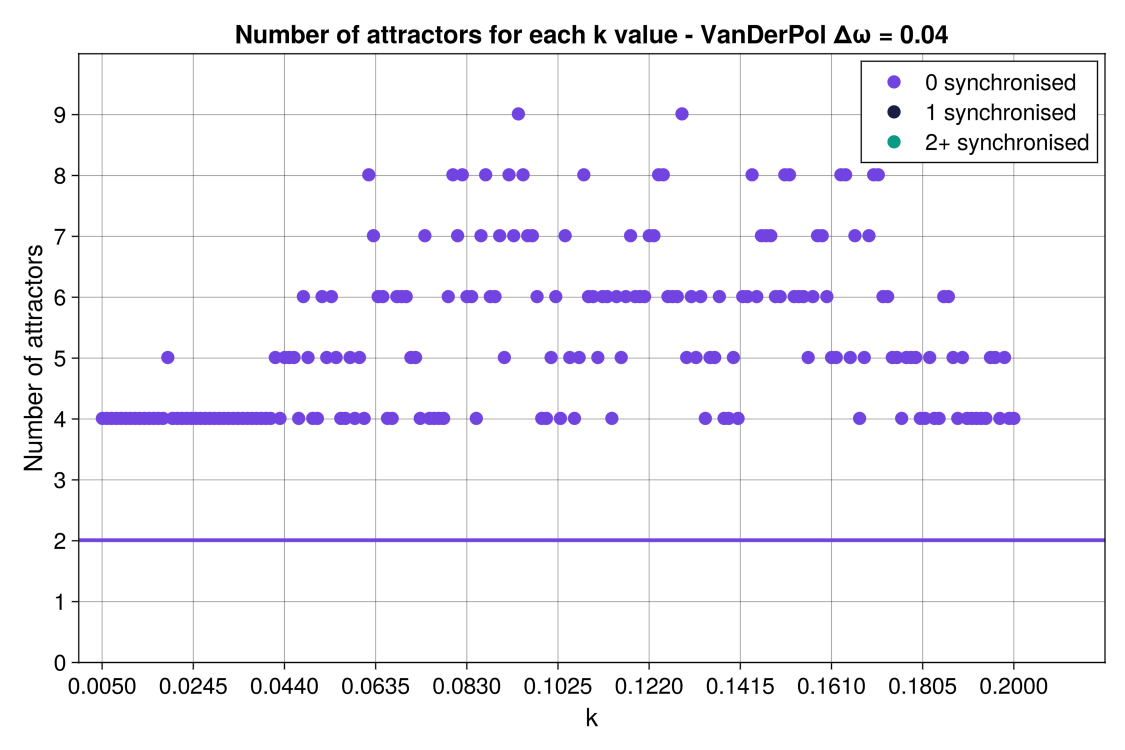 Number of attractors for each k value - VanDerPol Δω = 0.04
0 synchronised
1 synchronised
2+ synchronised
Number of attractors
9
8
7
6
5
4
3
2
1
0
0.0050 0.0245 0.0440 0.0635 0.0830 0.1025 0.1220 0.1415 0.1610 0.1805 0.2000
k